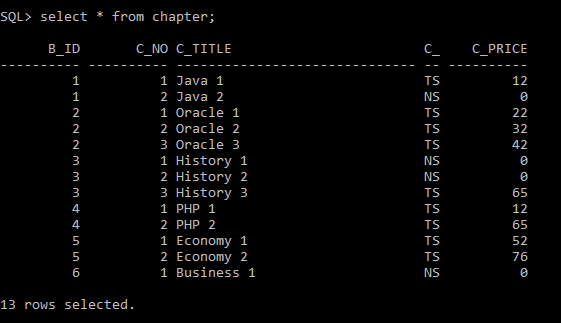 SQL> select * from chapter;
      B_ID       C_NO C_TITLE                        C_    C_PRICE
---------- ---------- ------------------------------ -- ----------
         1          1 Java 1                         TS         12
         1          2 Java 2                         NS          0
         2          1 Oracle 1                       TS         22
         2          2 Oracle 2                       TS         32
         2          3 Oracle 3                       TS         42
         3          1 History 1                      NS          0
         3          2 History 2                      NS          0
         3          3 History 3                      TS         65
         4          1 PHP 1                          TS         12
         4          2 PHP 2                          TS         65
         5          1 Economy 1                      TS         52
         5          2 Economy 2                      TS         76
         6          1 Business 1                     NS          0
13 rows selected.